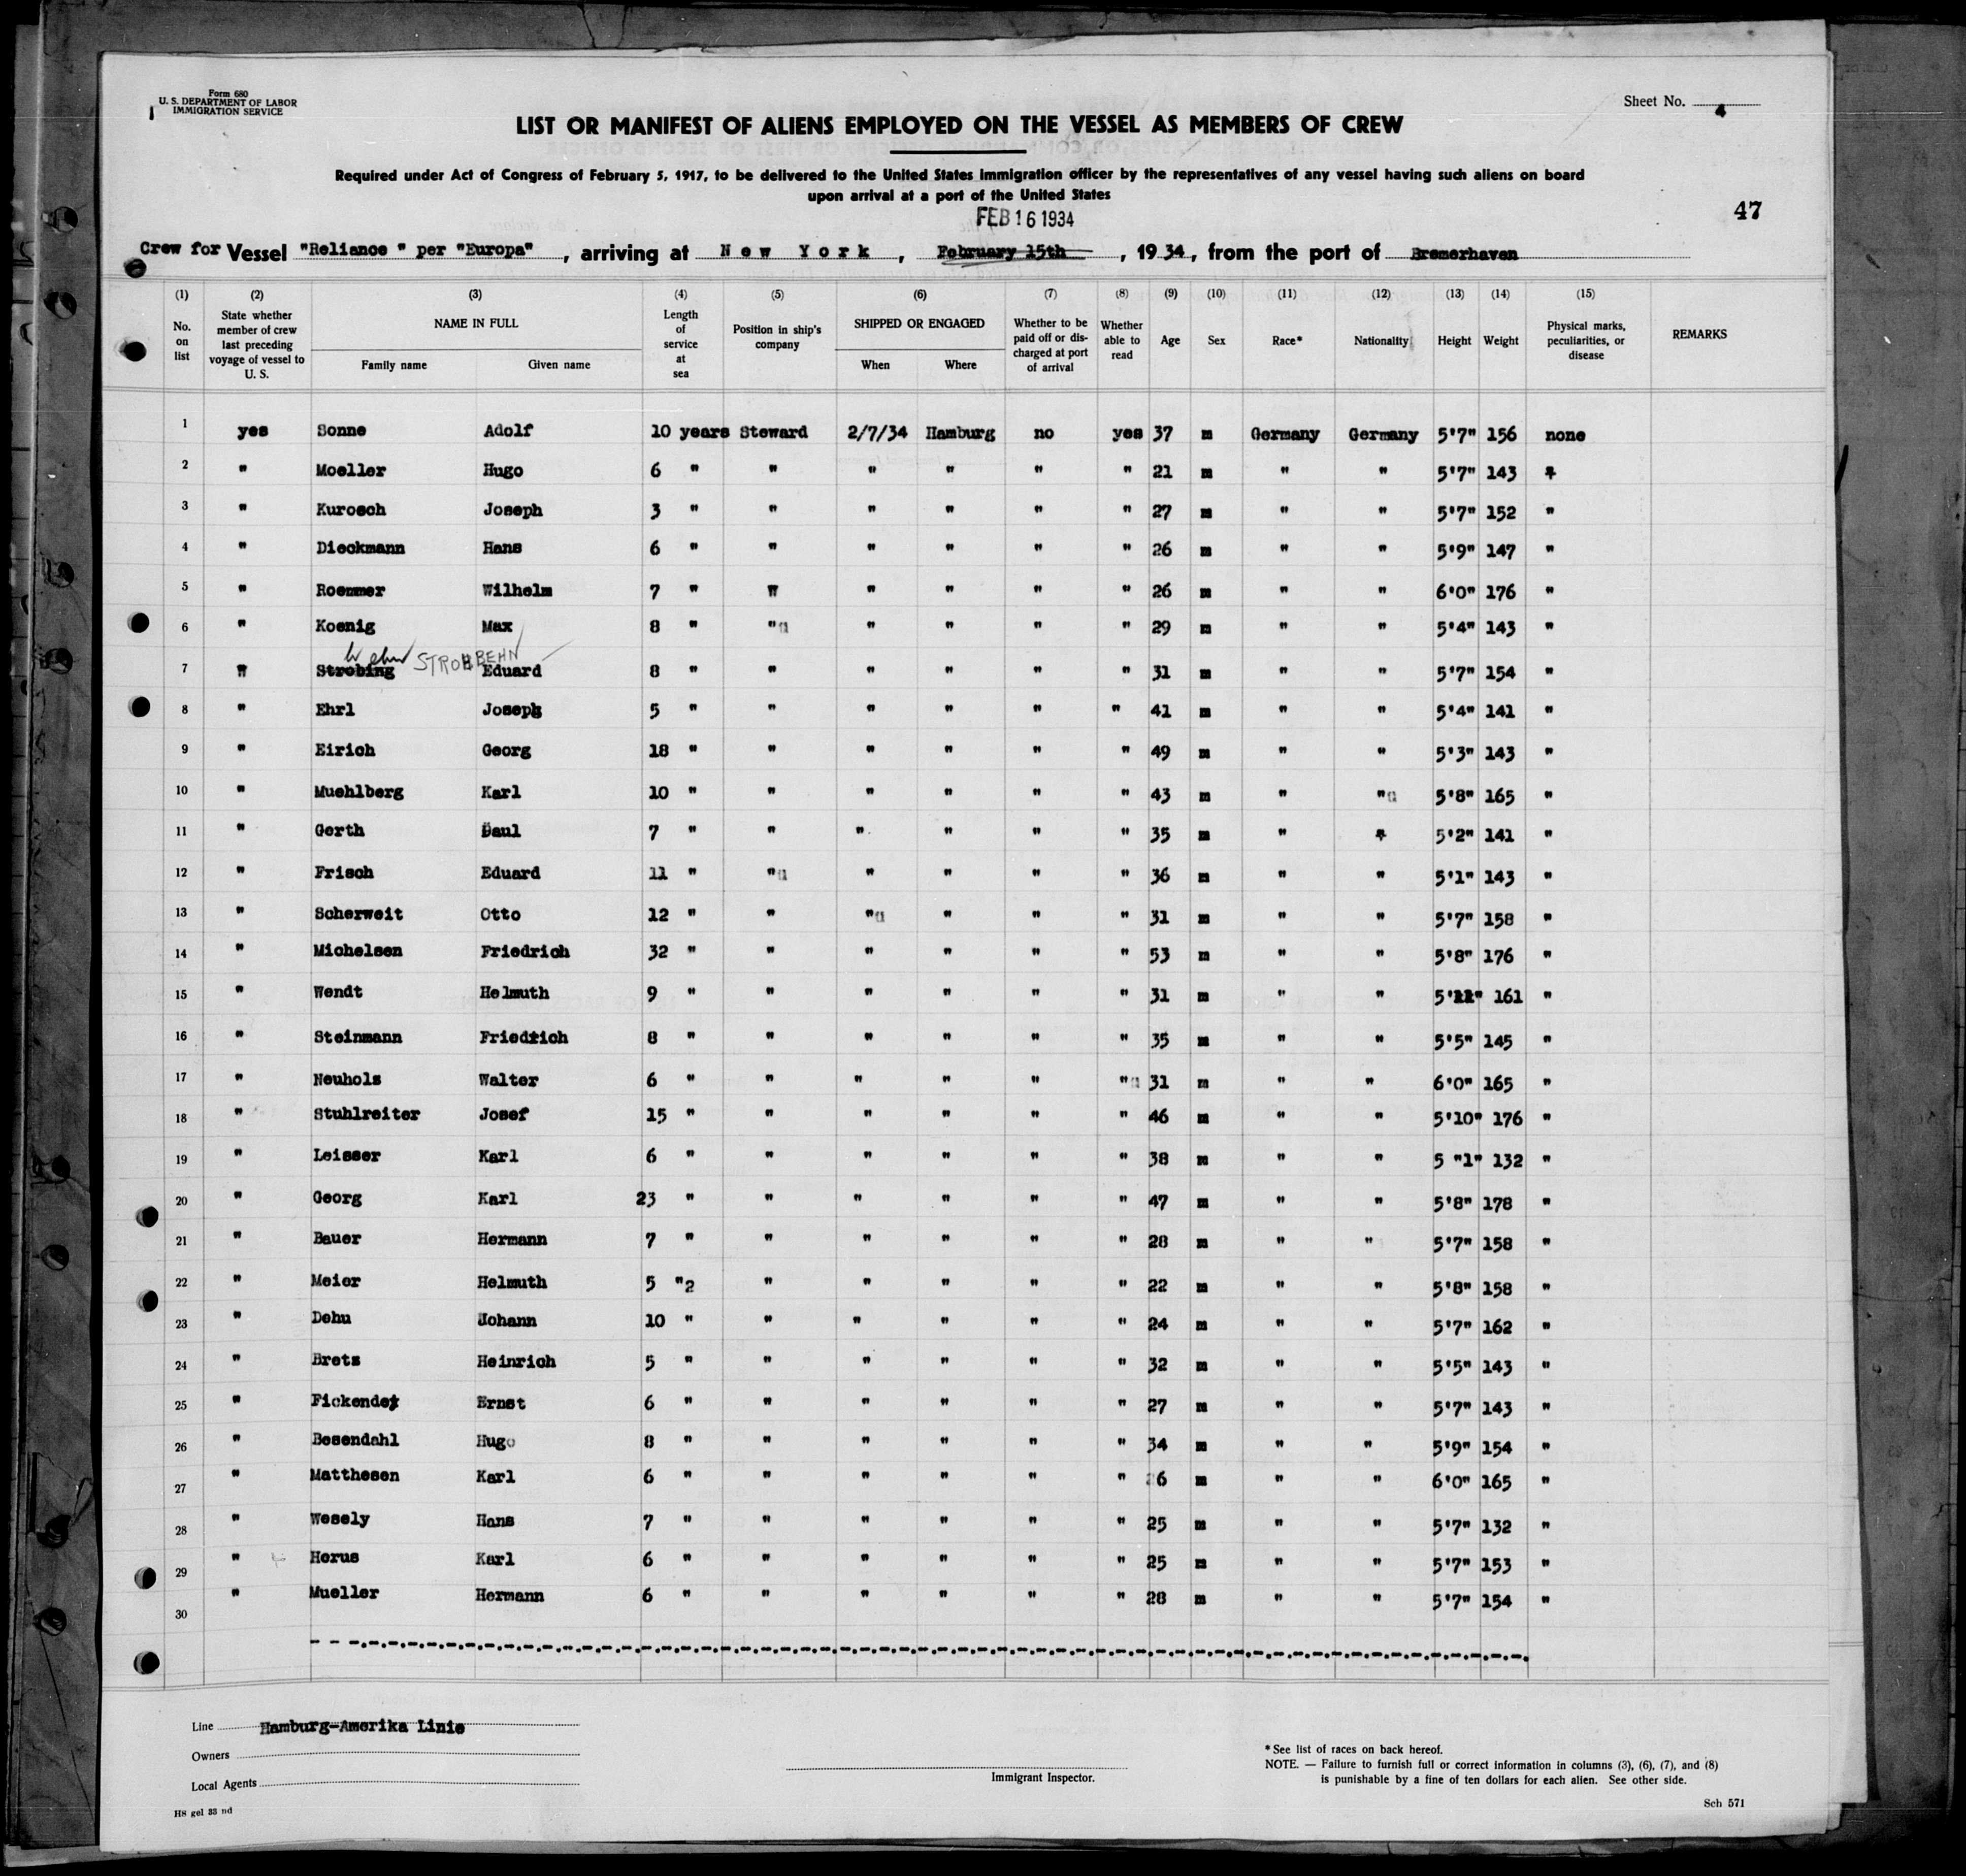 Form 680
U. S. DEPARTMENT OF LABOR
IMMIGRATION SERVICE
Sheet No. 4
LIST OR MANIFEST OF ALIENS EMPLOYED ON THE VESSEL AS MEMBERS OF CREW
Required under Act of Congress of February 5, 1917, to be delivered to the United States immigration officer by the representatives of any vessel having such aliens on board
upon arrival at a port of the United States
FEB 16 1934
47
Crew for Vessel "Reliance " per "Europa" , arriving at New York , February 15th , 1934, from the port of Bremerhaven
(1) (2) (3) (4) (5) (6) (7) (8) (9) (10) (11) (12) (13) (14) (15)
No. on list State whether member of crew last preceding voyage of vessel to U. S. NAME IN FULL Family name Given name Length of service at sea Position in ship's company SHIPPED OR ENGAGED When Where Whether to be paid off or discharged at port of arrival Whether able to read Age Sex Race* Nationality Height Weight Physical marks, peculiarities, or disease REMARKS
1 yes Sonne Adolf 10 years Steward 2/7/34 Hamburg no yes 37 m Germany Germany 5'7" 156 none
2 " Moeller Hugo 6 " " " " " " 21 m " " 5'7" 143 "
3 " Kurosch Joseph 3 " " " " " " 27 m " " 5'7" 152 "
4 " Dieckmann Hans 6 " " " " " " 26 m " " 5'9" 147 "
5 " Roemmer Wilhelm 7 " " " " " " 26 m " " 6'0" 176 "
6 " Koenig Max 8 " " " " " " 29 m " " 5'4" 143 "
STROHBEHN
7 " Strobing Eduard 8 " " " " " " 31 m " " 5'7" 154 "
8 " Ehrl Joseph 5 " " " " " " 41 m " " 5'4" 141 "
9 " Eirich Georg 18 " " " " " " 49 m " " 5'3" 143 "
10 " Muehlberg Karl 10 " " " " " " 43 m " " 5'8" 165 "
11 " Gerth Paul 7 " " " " " " 35 m " " 5'2" 141 "
12 " Frisch Eduard 11 " " " " " " 36 m " " 5'1" 143 "
13 " Scherweit Otto 12 " " " " " " 31 m " " 5'7" 158 "
14 " Michelsen Friedrich 32 " " " " " " 53 m " " 5'8" 176 "
15 " Wendt Helmuth 9 " " " " " " 31 m " " 5'11" 161 "
16 " Steinmann Friedrich 8 " " " " " " 35 m " " 5'5" 145 "
17 " Neuhols Walter 6 " " " " " " 31 m " " 6'0" 165 "
18 " Stuhlreiter Josef 15 " " " " " " 46 m " " 5'10" 176 "
19 " Leisser Karl 6 " " " " " " 38 m " " 5 "1" 132 "
20 " Georg Karl 23 " " " " " " 47 m " " 5'8" 178 "
21 " Bauer Hermann 7 " " " " " " 28 m " " 5'7" 158 "
22 " Meier Helmuth 5 "2 " " " " " 22 m " " 5'8" 158 "
23 " Dehu Johann 10 " " " " " " 24 m " " 5'7" 162 "
24 " Bretz Heinrich 5 " " " " " " 32 m " " 5'5" 143 "
25 " Fickender Ernst 6 " " " " " " 27 m " " 5'7" 143 "
26 " Besendahl Hugo 8 " " " " " " 34 m " " 5'9" 154 "
27 " Matthesen Karl 6 " " " " " " 6 m " " 6'0" 165 "
28 " Wesely Hans 7 " " " " " " 25 m " " 5'7" 132 "
29 " Horus Karl 6 " " " " " " 25 m " " 5'7" 153 "
30 " Mueller Hermann 6 " " " " " " 28 m " " 5'7" 154 "
Line Hamburg-Amerika Linie
Owners
Local Agents
Immigrant Inspector.
* See list of races on back hereof.
NOTE. — Failure to furnish full or correct information in columns (3), (6), (7), and (8)
is punishable by a fine of ten dollars for each alien. See other side.
HS gel 33 nd
Sch 571